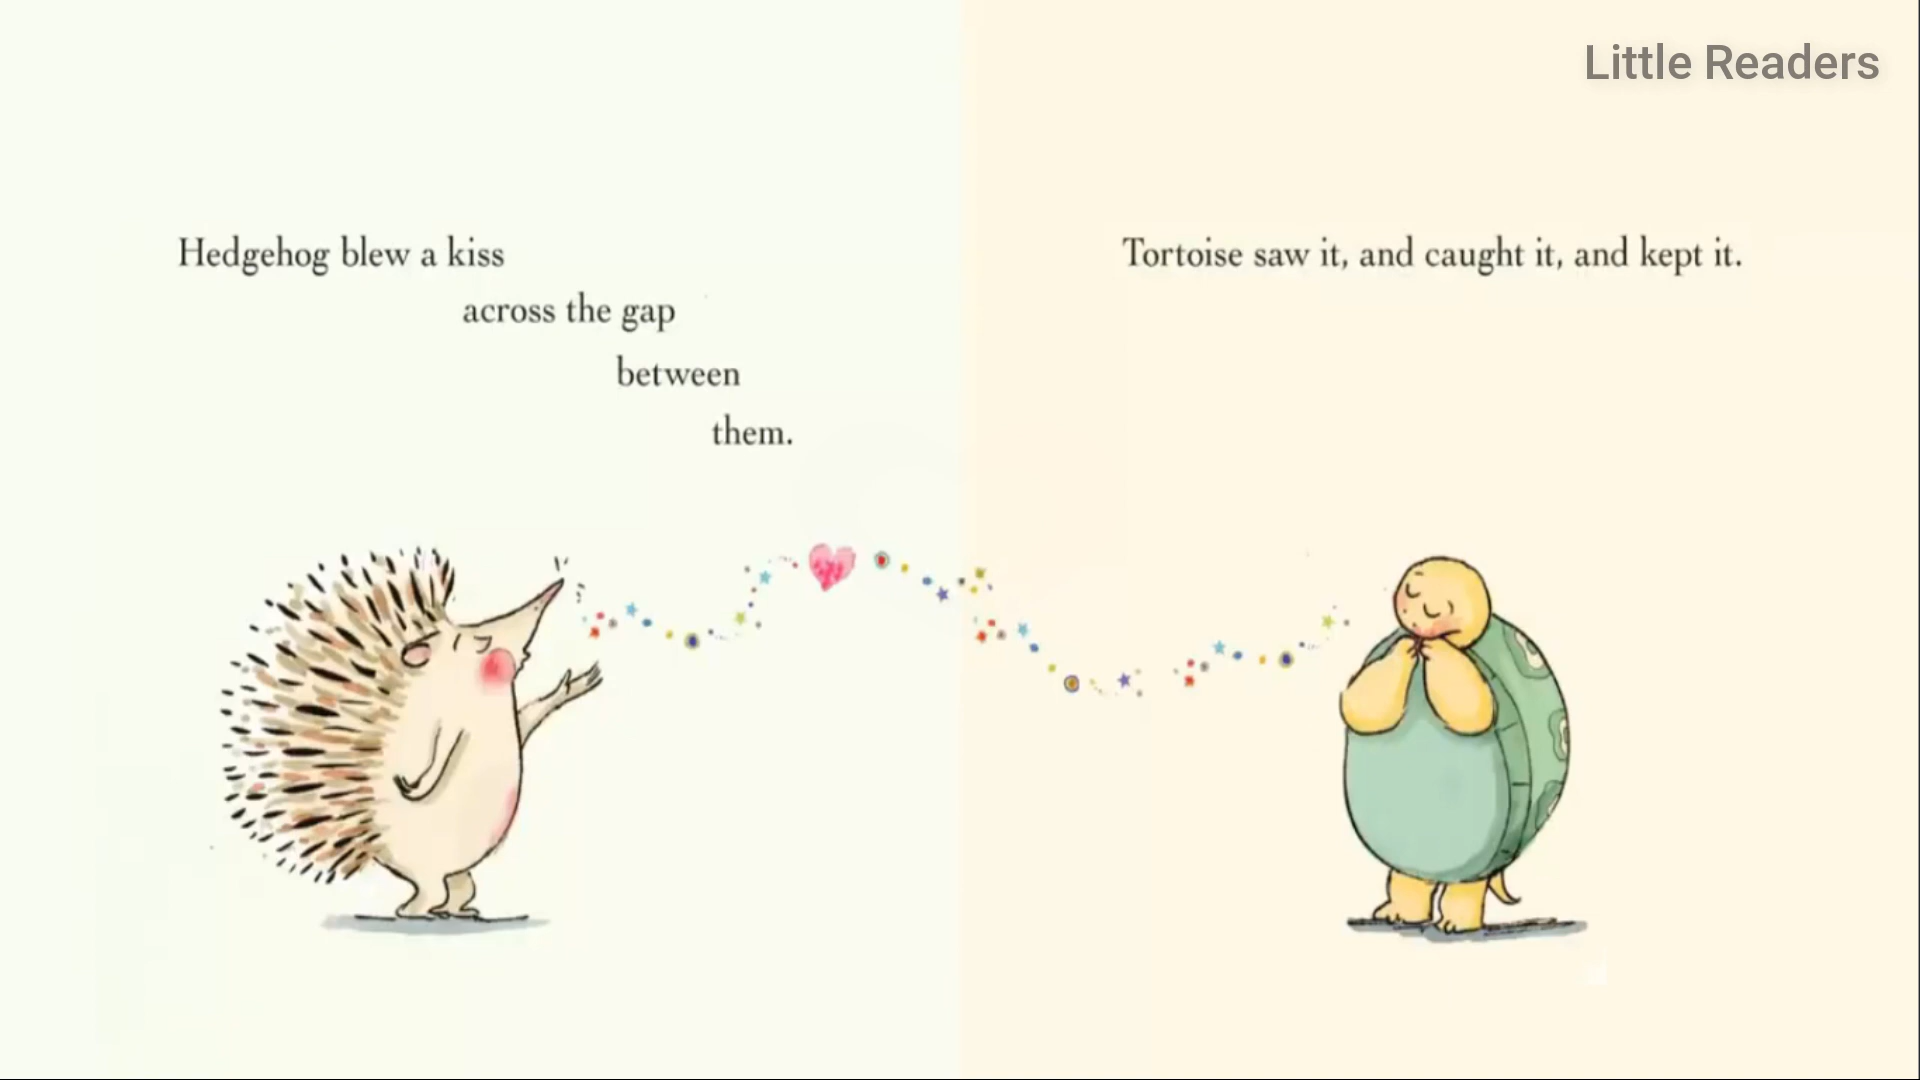 Little Readers
Hedgehog blew a kiss
across the gap
between
them.
Tortoise saw it, and caught it, and kept it.